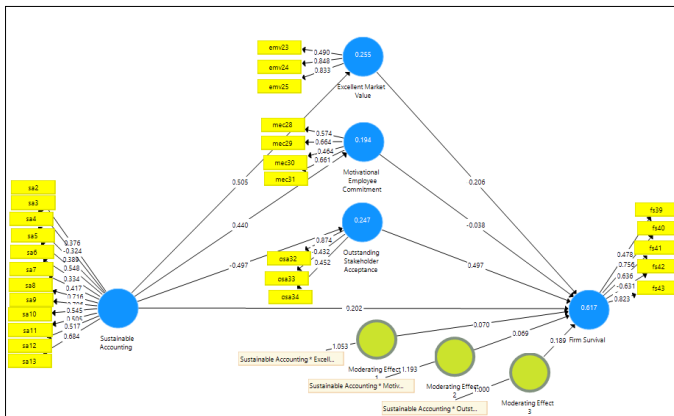 emv23
0.490
0.255
emv24
0.848
0.833
emv25
Excellent Market
Value
mec28
0.574
mec29
0.664
0.194
mec30
0.464
0.661
mec31
Motivational
Employee
Commitment
0.505
0.206
0.440
-0.038
sa2
sa3
sa4
sa5
sa6
sa7
sa8
sa9
sa10
sa11
sa12
sa13
0.376
-0.324
0.389
0.548
0.334
0.417
0.716
0.545
0.505
0.517
0.684
Sustainable
Accounting
0.247
Outstanding
Stakeholder
Acceptance
-0.497
0.497
osa32
0.874
-0.432
osa33
0.452
osa34
fs39
fs40
fs41
fs42
fs43
0.478
0.756
0.636
-0.631
0.823
0.617
Firm Survival
0.202
0.070
0.069
0.189
1.053
Sustainable Accounting * Excell...
Moderating Effect
1
1.193
Sustainable Accounting * Motiv...
Moderating Effect
2
.000
Sustainable Accounting * Outst...
Moderating Effect
3